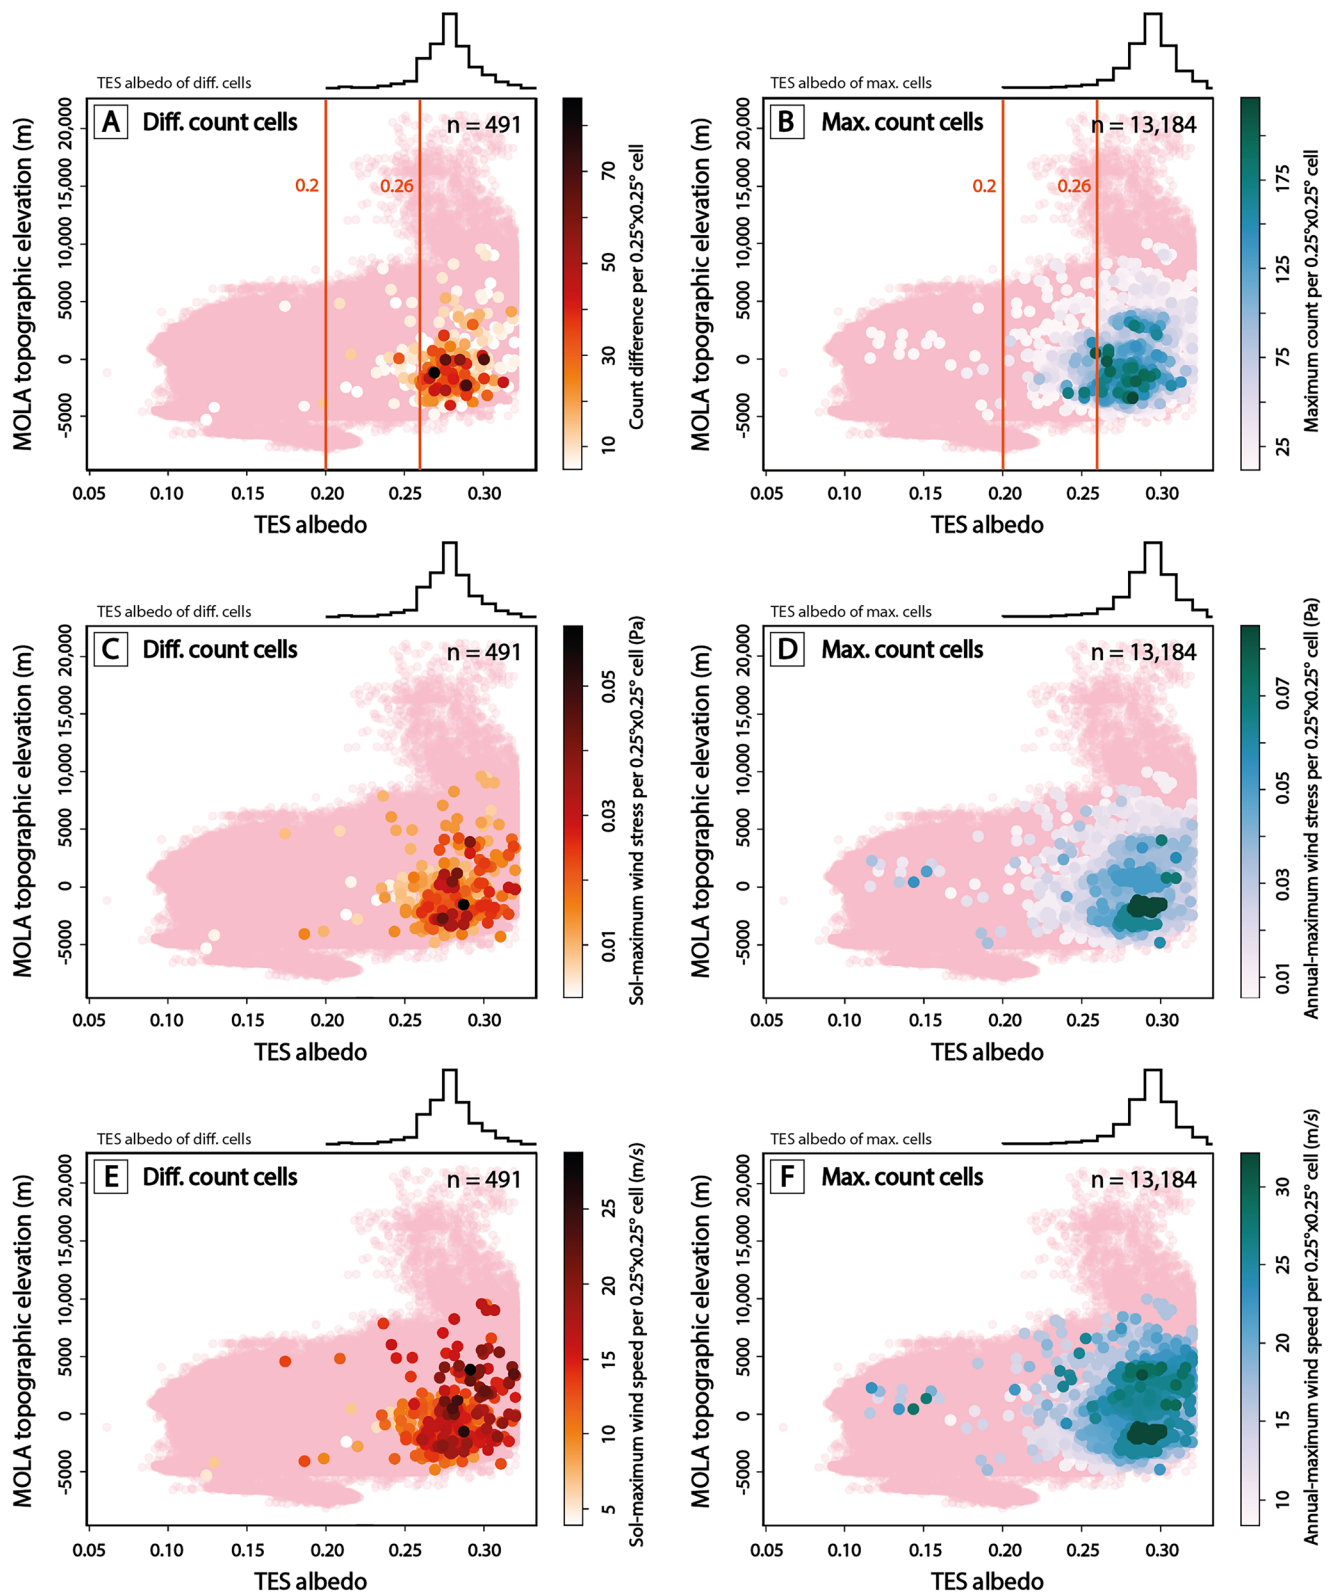 TES albedo of diff. cells
A Diff. count cells n = 491
0.2 0.26
20,000
15,000
10,000
5000
0
-5000
MOLA topographic elevation (m)
0.05 0.10 0.15 0.20 0.25 0.30
TES albedo
70
50
30
10
Count difference per 0.25°x0.25° cell
TES albedo of max. cells
B Max. count cells n = 13,184
0.2 0.26
20,000
15,000
10,000
5000
0
-5000
MOLA topographic elevation (m)
0.05 0.10 0.15 0.20 0.25 0.30
TES albedo
175
125
75
25
Maximum count per 0.25°x0.25° cell
TES albedo of diff. cells
C Diff. count cells n = 491
20,000
15,000
10,000
5000
0
-5000
MOLA topographic elevation (m)
0.05 0.10 0.15 0.20 0.25 0.30
TES albedo
0.05
0.03
0.01
Sol-maximum wind stress per 0.25°x0.25° cell (Pa)
TES albedo of max. cells
D Max. count cells n = 13,184
20,000
15,000
10,000
5000
0
-5000
MOLA topographic elevation (m)
0.05 0.10 0.15 0.20 0.25 0.30
TES albedo
0.07
0.05
0.03
0.01
Annual-maximum wind stress per 0.25°x0.25° cell (Pa)
TES albedo of diff. cells
E Diff. count cells n = 491
20,000
15,000
10,000
5000
0
-5000
MOLA topographic elevation (m)
0.05 0.10 0.15 0.20 0.25 0.30
TES albedo
25
20
15
10
5
Sol-maximum wind speed per 0.25°x0.25° cell (m/s)
TES albedo of max. cells
F Max. count cells n = 13,184
20,000
15,000
10,000
5000
0
-5000
MOLA topographic elevation (m)
0.05 0.10 0.15 0.20 0.25 0.30
TES albedo
30
25
20
15
10
Annual-maximum wind speed per 0.25°x0.25° cell (m/s)